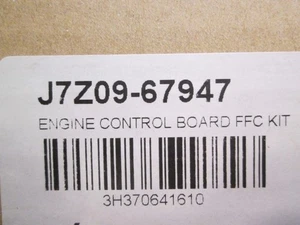 J7Z09-67947
ENGINE CONTROL BOARD FFC KIT
3H370641610